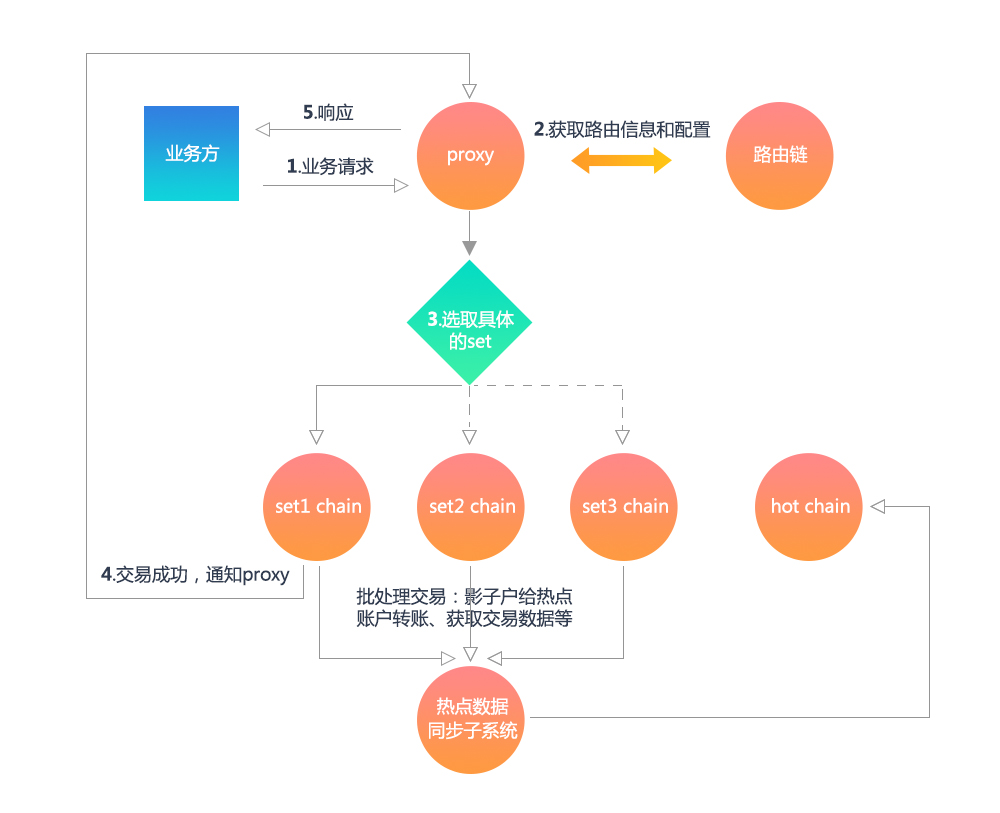 5.响应
业务方
1.业务请求
proxy
2.获取路由信息和配置
路由链
3.选取具体
的set
set1 chain
set2 chain
set3 chain
hot chain
4.交易成功，通知proxy
批处理交易：影子户给热点
账户转账、获取交易数据等
热点数据
同步子系统